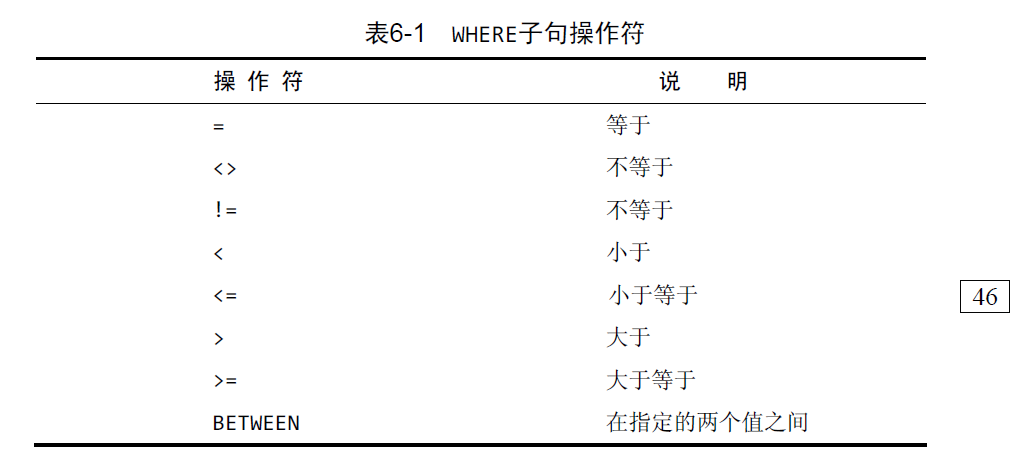 表6-1 WHERE子句操作符
操作符 说明
= 等于
<> 不等于
!= 不等于
< 小于
<= 小于等于
46
> 大于
>= 大于等于
BETWEEN 在指定的两个值之间